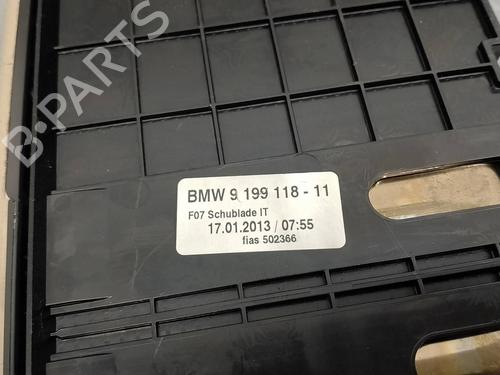 B-PARTS
BMW 9 199 118 - 11
F07 Schublade IT
17.01.2013 / 07:55
fias 502366